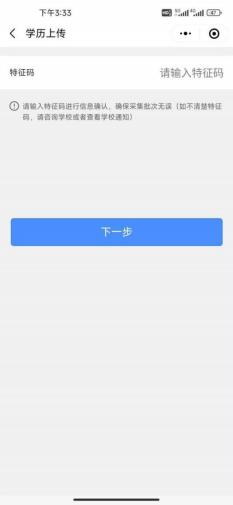 下午3:33
学历上传
特征码
请输入特征码
请输入特征码进行信息确认，确保采集批次无误（如不清楚特征
码，请咨询学校或者查看学校通知）
下一步